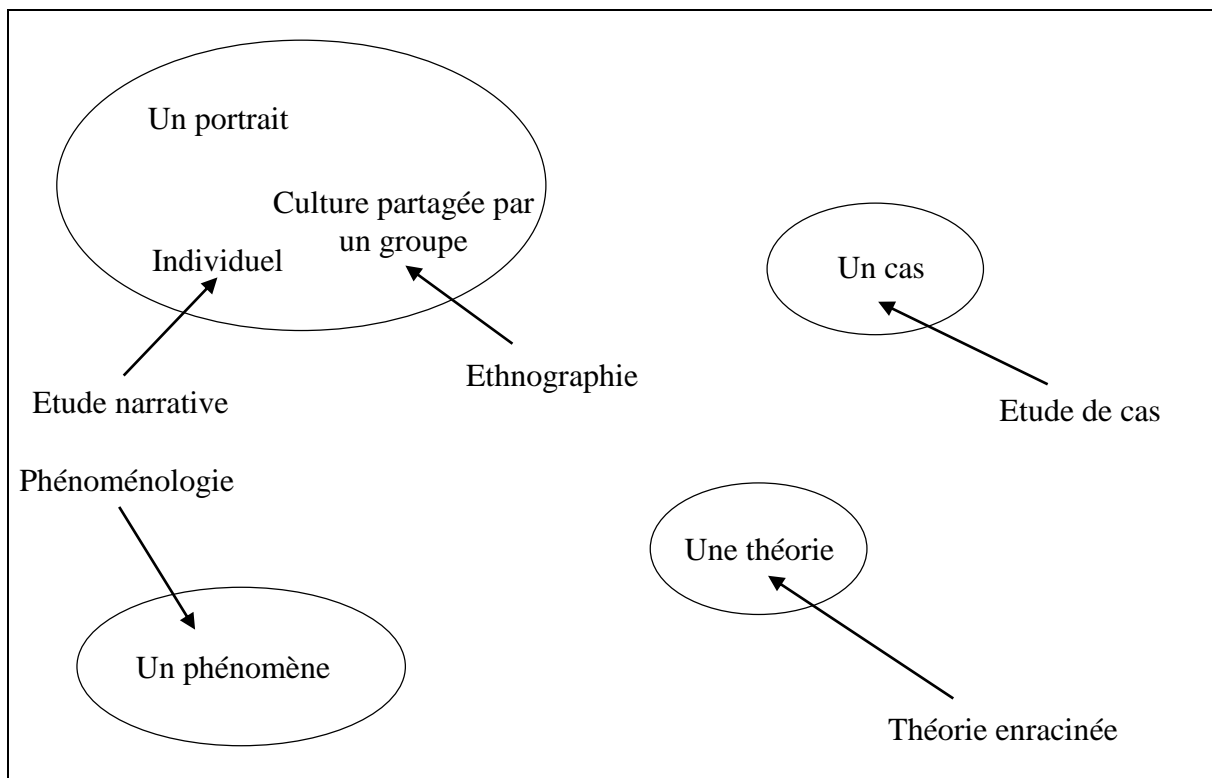 Un portrait
Culture partagée par
un groupe
Individuel
Un cas
Ethnographie
Etude narrative
Etude de cas
Phénoménologie
Une théorie
Un phénomène
Théorie enracinée